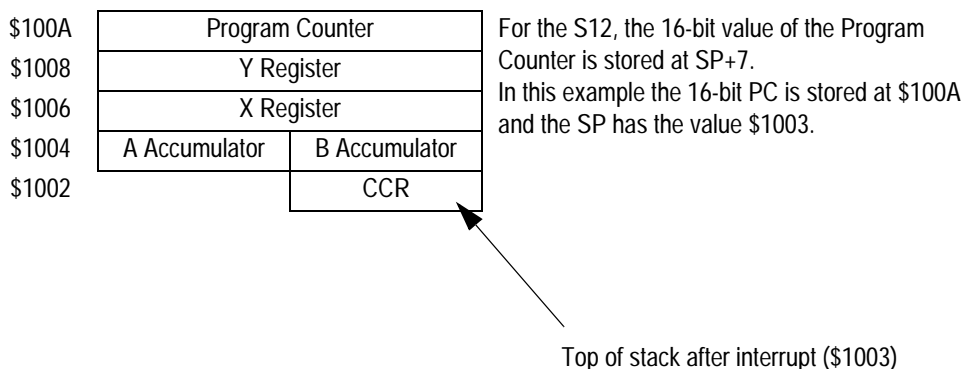 $100A Program Counter
$1008 Y Register
$1006 X Register
$1004 A Accumulator B Accumulator
$1002 CCR
For the S12, the 16-bit value of the Program
Counter is stored at SP+7.
In this example the 16-bit PC is stored at $100A
and the SP has the value $1003.
Top of stack after interrupt ($1003)